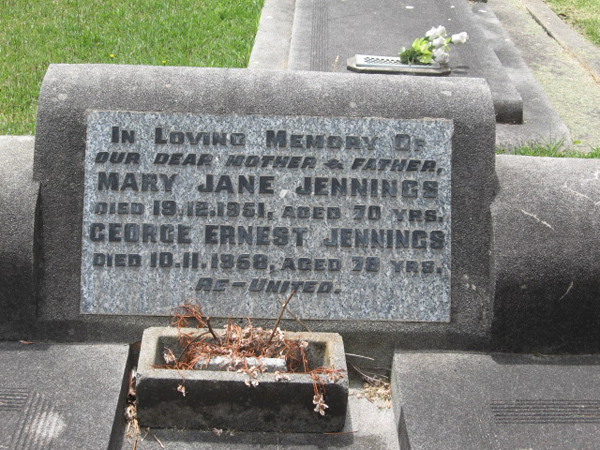 In Loving Memory Of
OUR DEAR MOTHER & FATHER,
MARY JANE JENNINGS
DIED 19.12.1951, AGED 70 YRS.
GEORGE ERNEST JENNINGS
DIED 10.11.1958, AGED 78 YRS.
RE-UNITED.